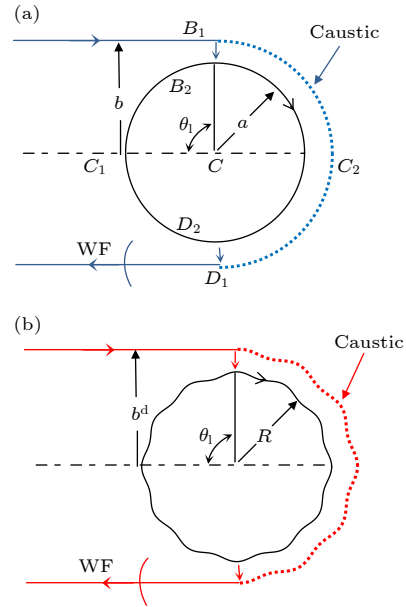 (a)
B₁
Caustic
B₂
b
θₗ
a
C₁
C
C₂
D₂
WF
D₁
(b)
Caustic
bᵈ
θₗ
R
WF